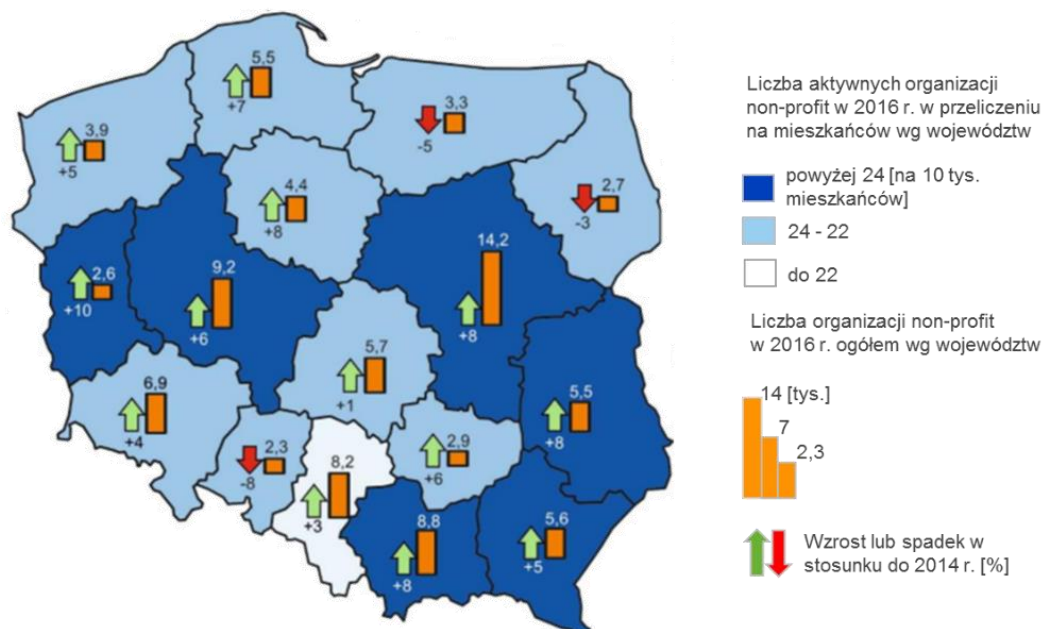 5,5
+7
3,3
-5
3,9
+5
2,7
-3
4,4
+8
14,2
+8
9,2
+6
2,6
+10
5,7
+1
6,9
+4
5,5
+8
2,9
+6
2,3
-8
8,2
+3
8,8
+8
5,6
+5
Liczba aktywnych organizacji
non-profit w 2016 r. w przeliczeniu
na mieszkańców wg województw
powyżej 24 [na 10 tys.
mieszkańców]
24 - 22
do 22
Liczba organizacji non-profit
w 2016 r. ogółem wg województw
14 [tys.]
7
2,3
Wzrost lub spadek w
stosunku do 2014 r. [%]